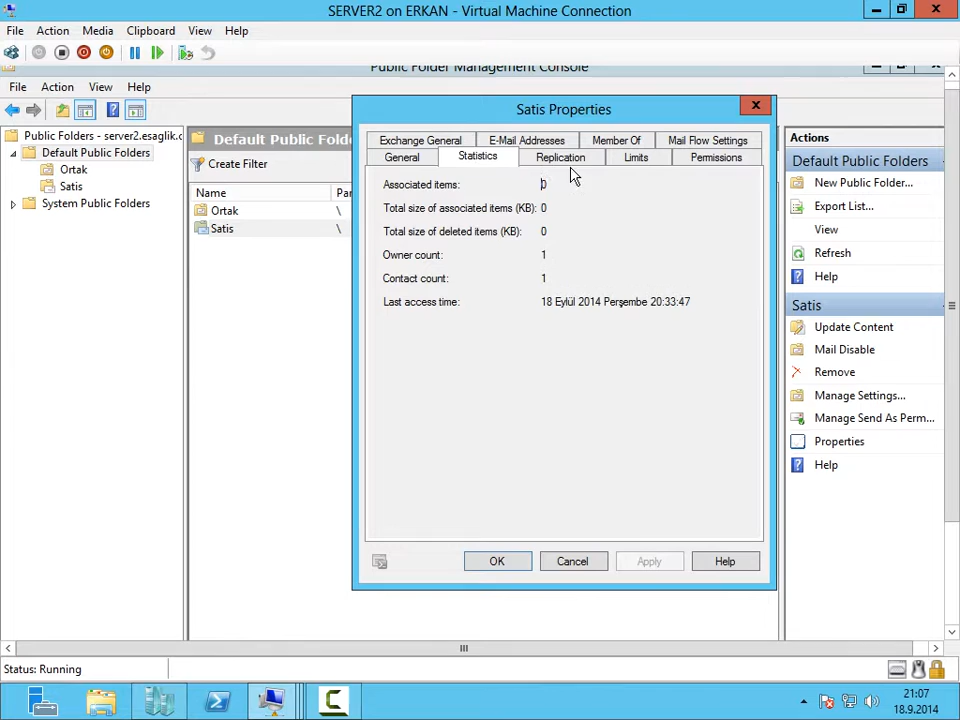 SERVER2 on ERKAN - Virtual Machine Connection
File Action Media Clipboard View Help
Public Folder Management Console
File Action View Help
Public Folders - server2.esaglik.c
Default Public Folders
Ortak
Satis
System Public Folders
Default Public Folders
Create Filter
Name Par
Ortak \
Satis \
Satis Properties
Exchange General E-Mail Addresses Member Of Mail Flow Settings
General Statistics Replication Limits Permissions
Associated items: 0
Total size of associated items (KB): 0
Total size of deleted items (KB): 0
Owner count: 1
Contact count: 1
Last access time: 18 Eylül 2014 Perşembe 20:33:47
OK Cancel Apply Help
Actions
Default Public Folders
New Public Folder...
Export List...
View
Refresh
Help
Satis
Update Content
Mail Disable
Remove
Manage Settings...
Manage Send As Perm...
Properties
Help
Status: Running
21:07
18.9.2014